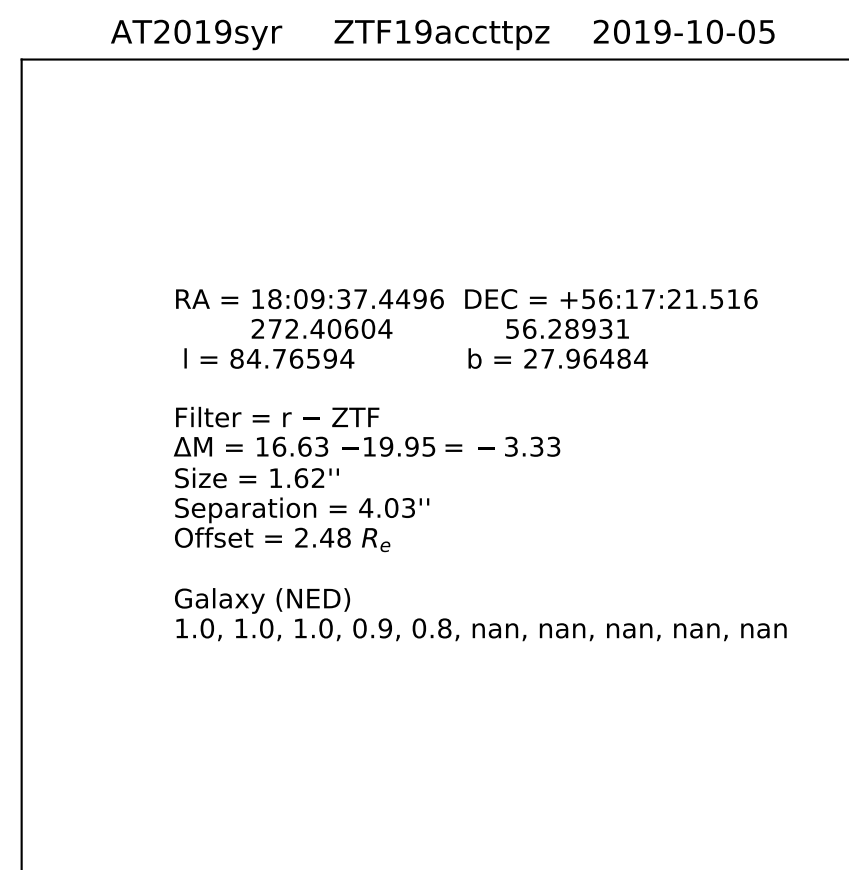 AT2019syr ZTF19accttpz 2019-10-05
RA = 18:09:37.4496 DEC = +56:17:21.516
272.40604 56.28931
l = 84.76594 b = 27.96484
Filter = r − ZTF
ΔM = 16.63 −19.95 = − 3.33
Size = 1.62''
Separation = 4.03''
Offset = 2.48 Re
Galaxy (NED)
1.0, 1.0, 1.0, 0.9, 0.8, nan, nan, nan, nan, nan